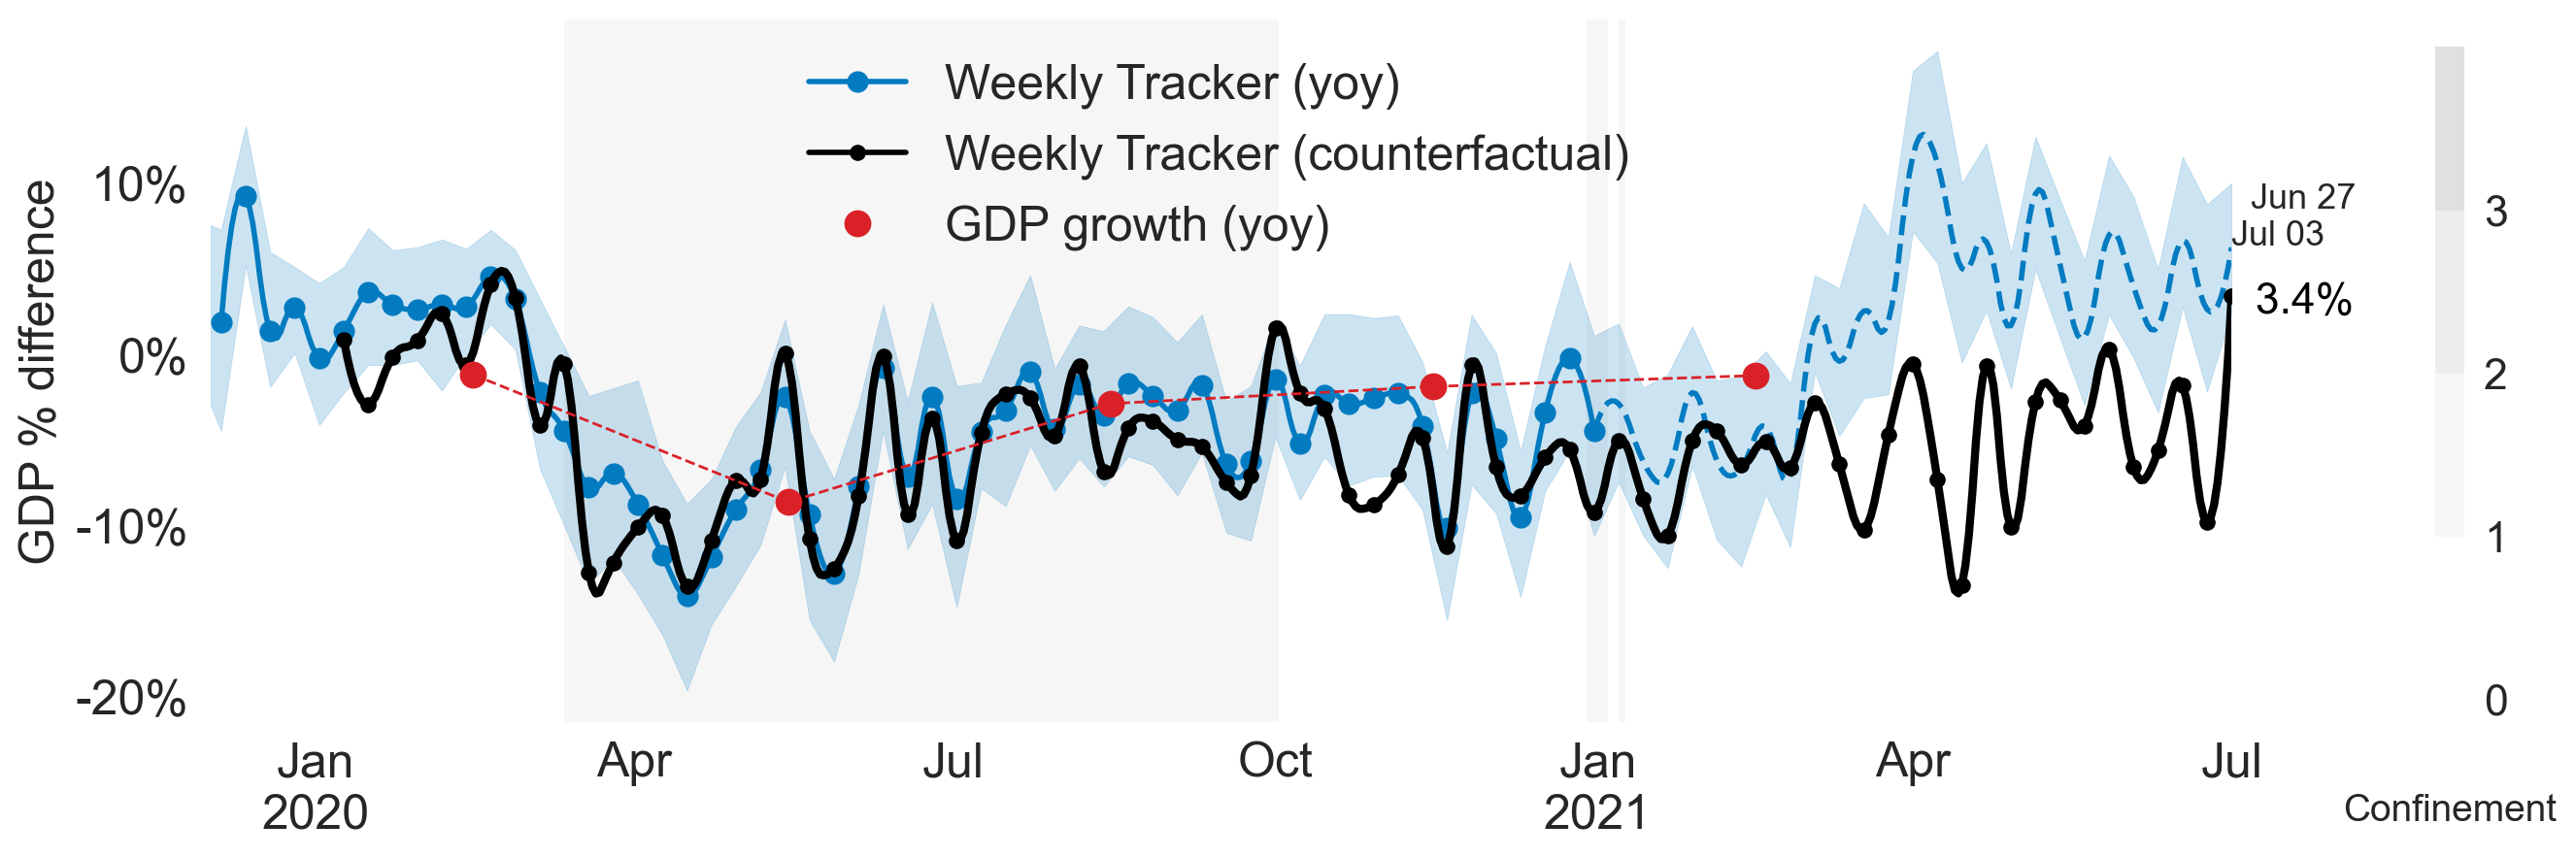 Weekly Tracker (yoy)
Weekly Tracker (counterfactual)
GDP growth (yoy)
GDP % difference
10%
0%
-10%
-20%
Jan
2020
Apr
Jul
Oct
Jan
2021
Apr
Jul
Jun 27
Jul 03
3.4%
3
2
1
0
Confinement